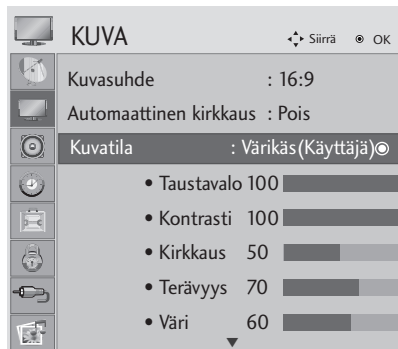 KUVA Siirrä OK
Kuvasuhde : 16:9
Automaattinen kirkkaus : Pois
Kuvatila : Värikäs(Käyttäjä)
• Taustavalo 100
• Kontrasti 100
• Kirkkaus 50
• Terävyys 70
• Väri 60